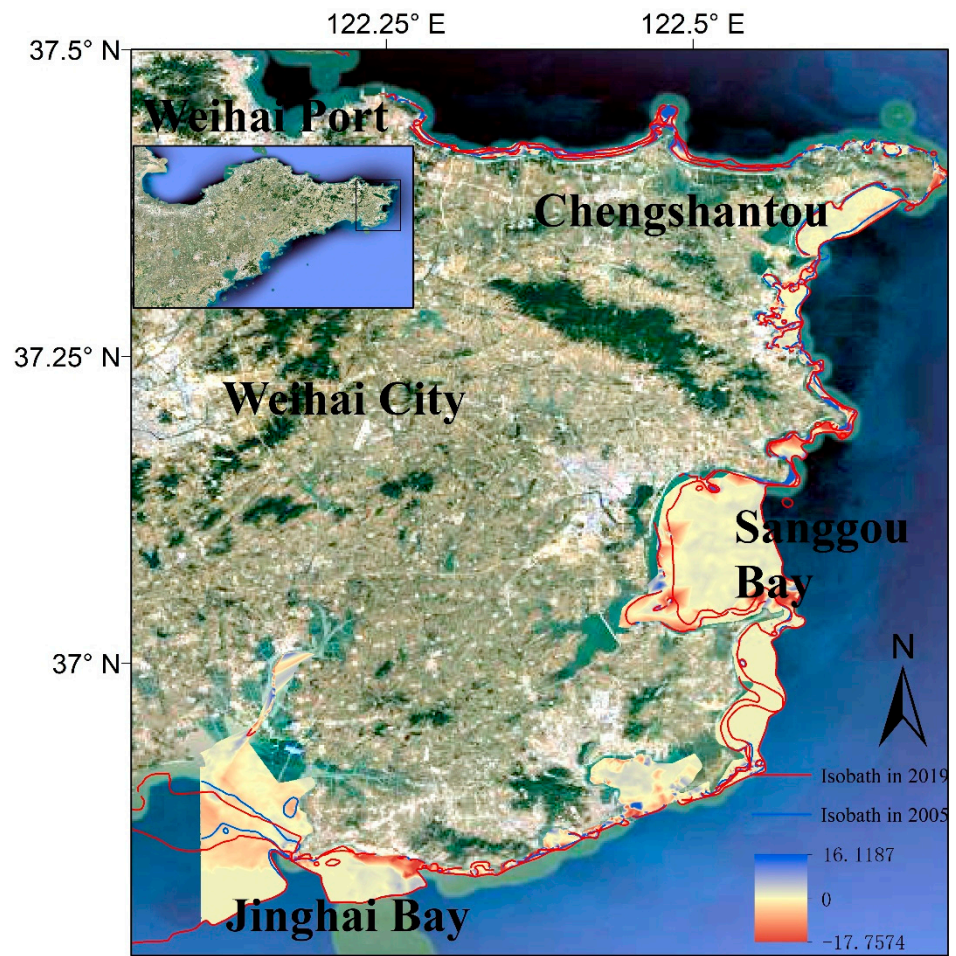 122.25° E
122.5° E
37.5° N
Weihai Port
Chengshantou
37.25° N
Weihai City
Sanggou
Bay
37° N
N
Isobath in 2019
Isobath in 2005
16.1187
0
-17.7574
Jinghai Bay